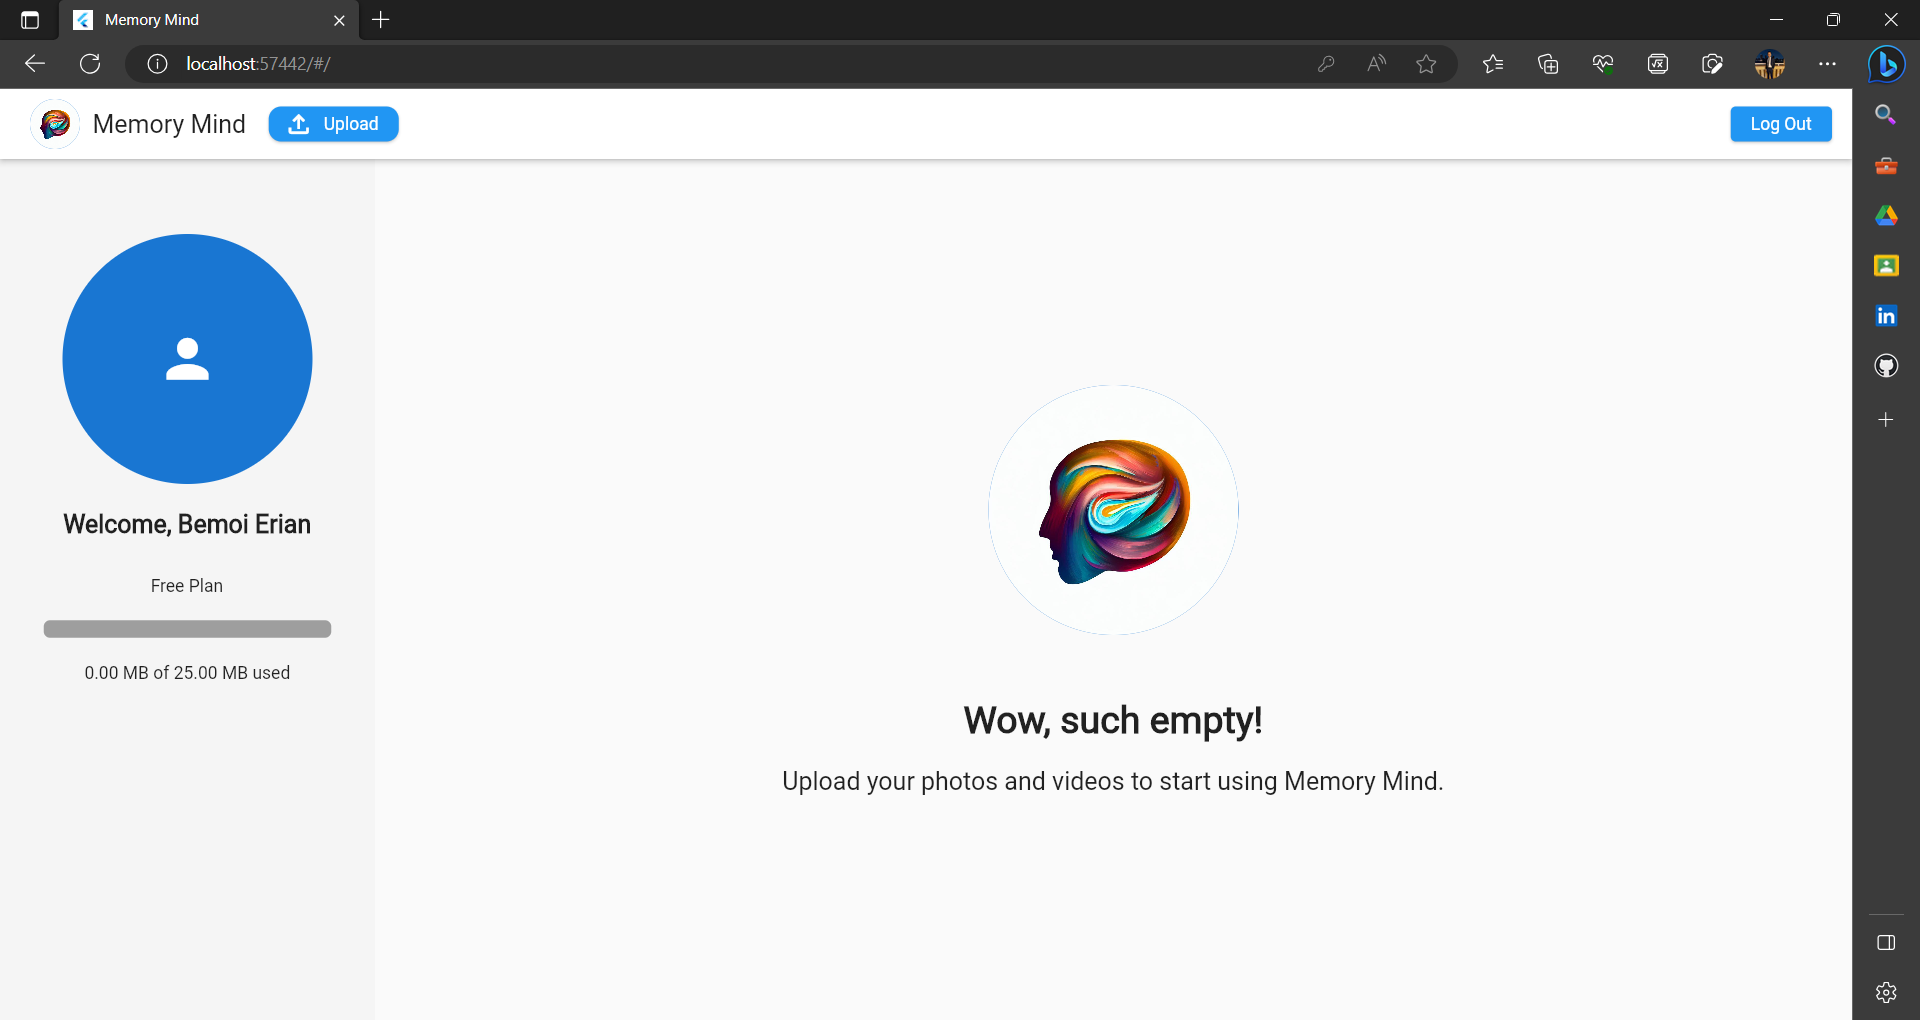 Memory Mind
localhost:57442/#/
Memory Mind
Upload
Log Out
Welcome, Bemoi Erian
Free Plan
0.00 MB of 25.00 MB used
Wow, such empty!
Upload your photos and videos to start using Memory Mind.